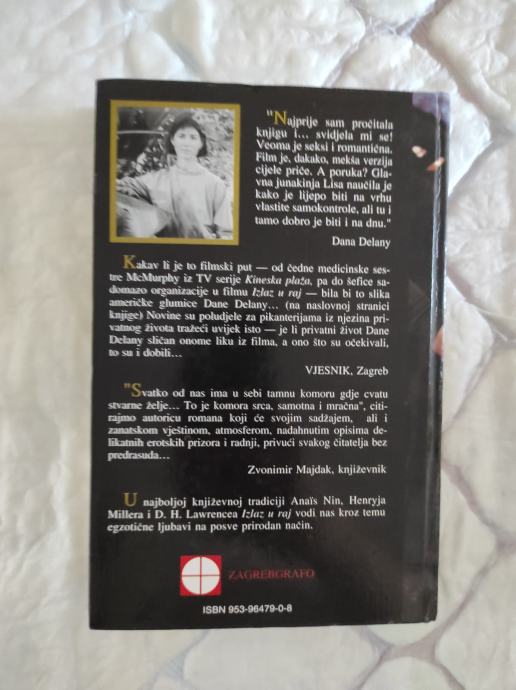 "Najprije sam pročitala
knjigu i... svidjela mi se!
Veoma je seksi i romantična.
Film je, dakako, mekša verzija
cijele priče. A poruka? Gla-
vna junakinja Lisa naučila je
kako je lijepo biti na vrhu
vlastite samokontrole, ali tu i
tamo dobro je biti i na dnu."
Dana Delany
Kakav li je to filmski put — od čedne medicinske ses-
tre McMurphy iz TV serije Kineska plaža, pa do šefice sa-
domazo organizacije u filmu Izlaz u raj — bila bi to slika
američke glumice Dane Delany... (na naslovnoj stranici
knjige) Novine su poludjele za pikanterijama iz njezina pri-
vatnog života tražeći uvijek isto — je li privatni život Dane
Delany sličan onome liku iz filma, a ono što su očekivali,
to su i dobili...
VJESNIK, Zagreb
"Svatko od nas ima u sebi tamnu komoru gdje cvatu
stvarne želje... To je komora srca, samotna i mračna", citi-
rajmo autoricu romana koji će svojim sadžajem, ali i
zanatskom vještinom, atmosferom, nadahnutim opisima de-
likatnih erotskih prizora i radnji, privući svakog čitatelja bez
predrasuda...
Zvonimir Majdak, književnik
U najboljoj književnoj tradiciji Anaïs Nin, Henryja
Millera i D. H. Lawrencea Izlaz u raj vodi nas kroz temu
egzotične ljubavi na posve prirodan način.
ZAGREBGRAFO
ISBN 953-96479-0-8